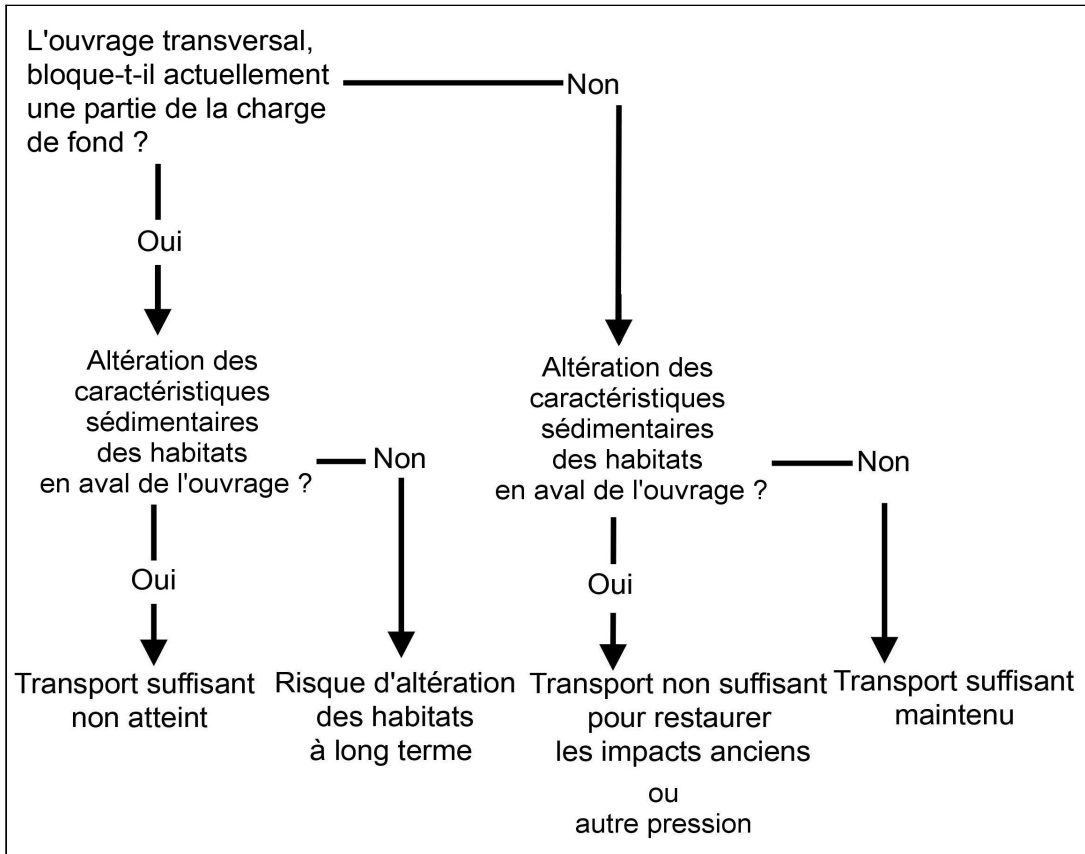 L'ouvrage transversal,
bloque-t-il actuellement
une partie de la charge
de fond ?
Non
Oui
Altération des
caractéristiques
sédimentaires
des habitats
en aval de l'ouvrage ?
Non
Altération des
caractéristiques
sédimentaires
des habitats
en aval de l'ouvrage ?
Non
Oui
Oui
Transport suffisant
non atteint
Risque d'altération
des habitats
à long terme
Transport non suffisant
pour restaurer
les impacts anciens
ou
autre pression
Transport suffisant
maintenu